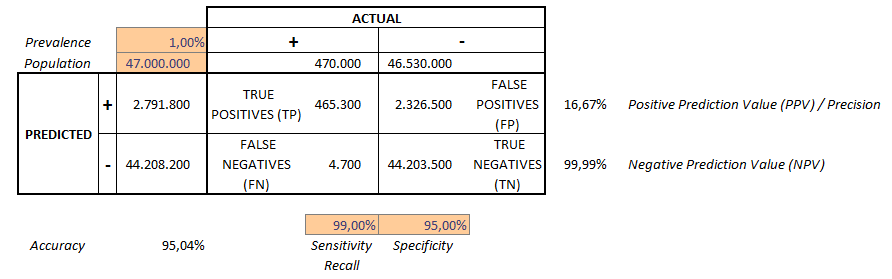 ACTUAL
Prevalence 1,00% + -
Population 47.000.000 470.000 46.530.000
PREDICTED
+ 2.791.800 TRUE POSITIVES (TP) 465.300 2.326.500 FALSE POSITIVES (FP) 16,67% Positive Prediction Value (PPV) / Precision
- 44.208.200 FALSE NEGATIVES (FN) 4.700 44.203.500 TRUE NEGATIVES (TN) 99,99% Negative Prediction Value (NPV)
99,00% 95,00%
Accuracy 95,04% Sensitivity Specificity
Recall